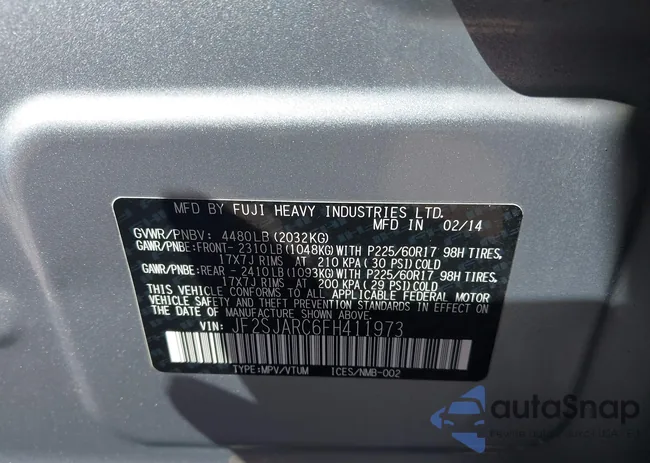 MFD BY FUJI HEAVY INDUSTRIES LTD.
MFD IN 02/14
GVWR/PNBV: 4480LB (2032KG)
GAWR/PNBE: FRONT- 2310LB (1048KG) WITH P225/60R17 98H TIRES,
17X7J RIMS AT 210 KPA ( 30 PSI) COLD
GAWR/PNBE: REAR - 2410LB (1093KG) WITH P225/60R17 98H TIRES,
17X7J RIMS AT 200 KPA ( 29 PSI) COLD
THIS VEHICLE CONFORMS TO ALL APPLICABLE FEDERAL MOTOR
VEHICLE SAFETY AND THEFT PREVENTION STANDARDS IN EFFECT ON
THE DATE OF MANUFACTURE SHOWN ABOVE.
VIN: JF2SJARC6FH411973
TYPE:MPV/VTUM ICES/NMB-002
autaSnap